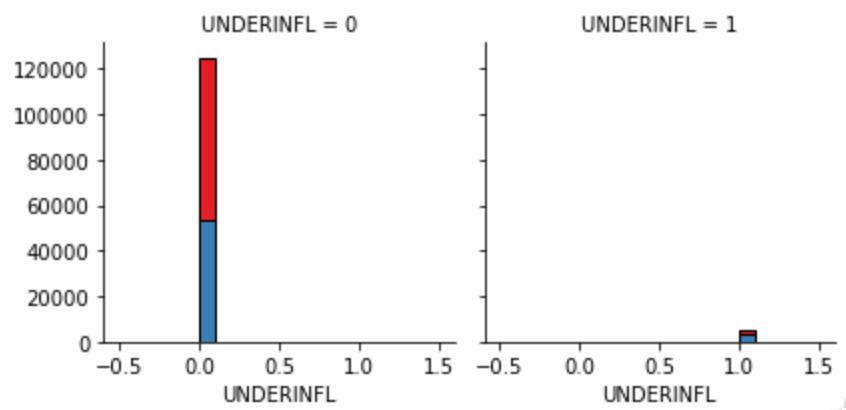 UNDERINFL = 0
UNDERINFL = 1
120000
100000
80000
60000
40000
20000
0
−0.5 0.0 0.5 1.0 1.5
−0.5 0.0 0.5 1.0 1.5
UNDERINFL
UNDERINFL